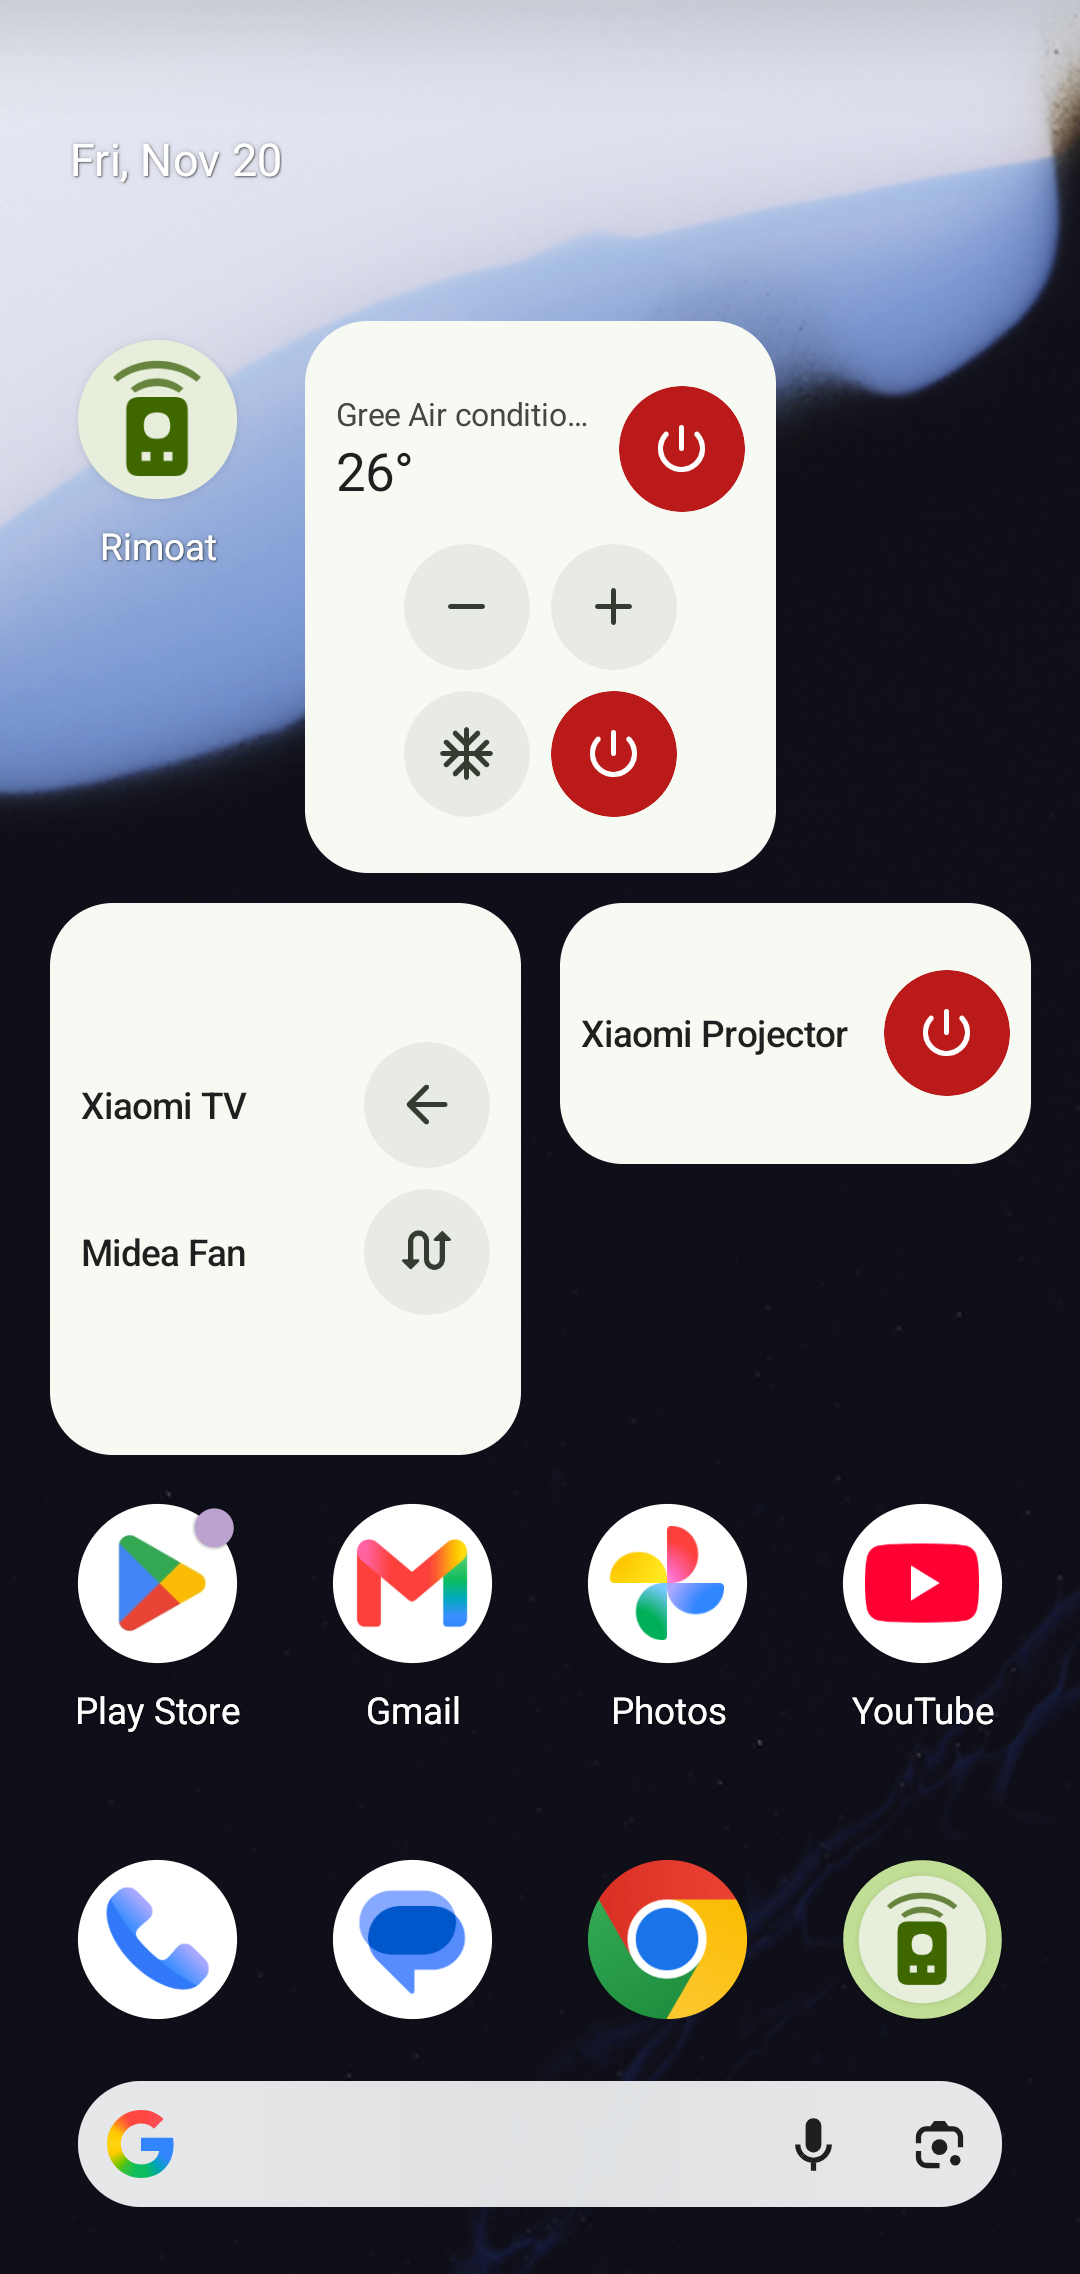 Fri, Nov 20
Rimoat
Gree Air conditio...
26°
Xiaomi TV
Midea Fan
Xiaomi Projector
Play Store
Gmail
Photos
YouTube